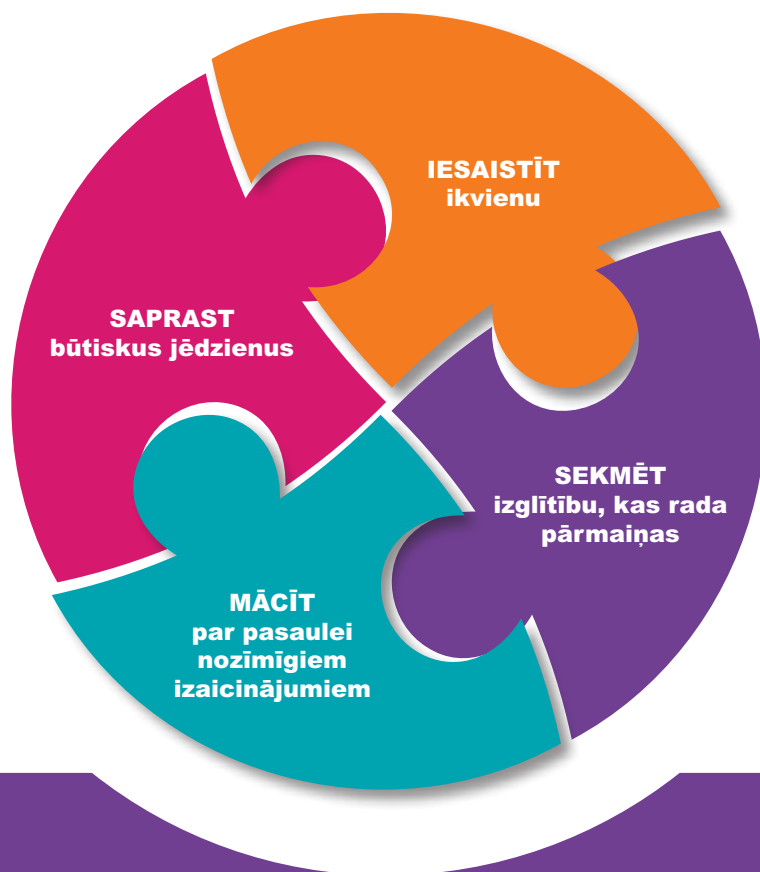 IESAISTĪT
ikvienu
SAPRAST
būtiskus jēdzienus
SEKMĒT
izglītību, kas rada
pārmaiņas
MĀCĪT
par pasaulei
nozīmīgiem
izaicinājumiem